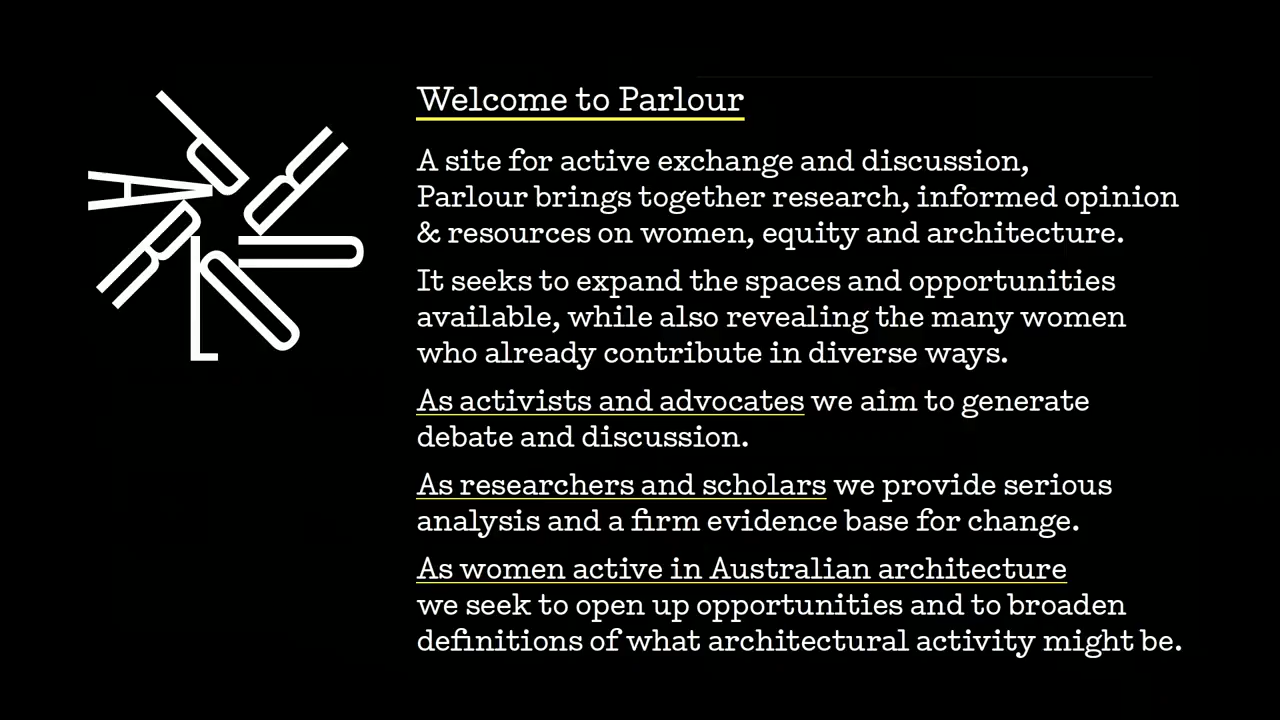 Welcome to Parlour
A site for active exchange and discussion,
Parlour brings together research, informed opinion
& resources on women, equity and architecture.
It seeks to expand the spaces and opportunities
available, while also revealing the many women
who already contribute in diverse ways.
As activists and advocates we aim to generate
debate and discussion.
As researchers and scholars we provide serious
analysis and a firm evidence base for change.
As women active in Australian architecture
we seek to open up opportunities and to broaden
definitions of what architectural activity might be.